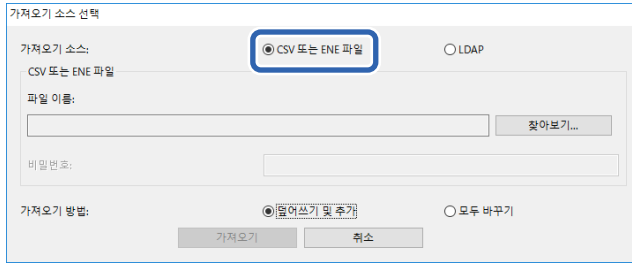 가져오기 소스 선택
가져오기 소스: CSV 또는 ENE 파일 LDAP
CSV 또는 ENE 파일
파일 이름:
찾아보기...
비밀번호:
가져오기 방법: 덮어쓰기 및 추가 모두 바꾸기
가져오기 취소